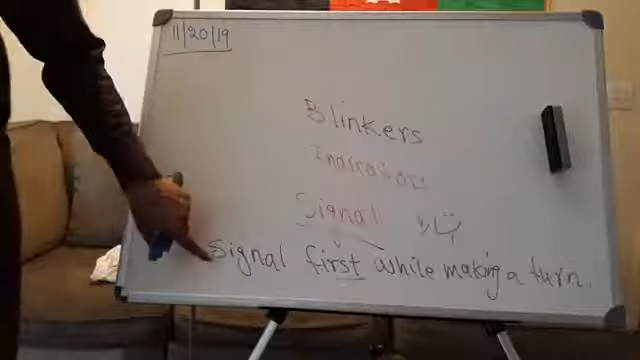 11/20/19
Blinkers
Indicators
Signal
Signal first while making a turn.